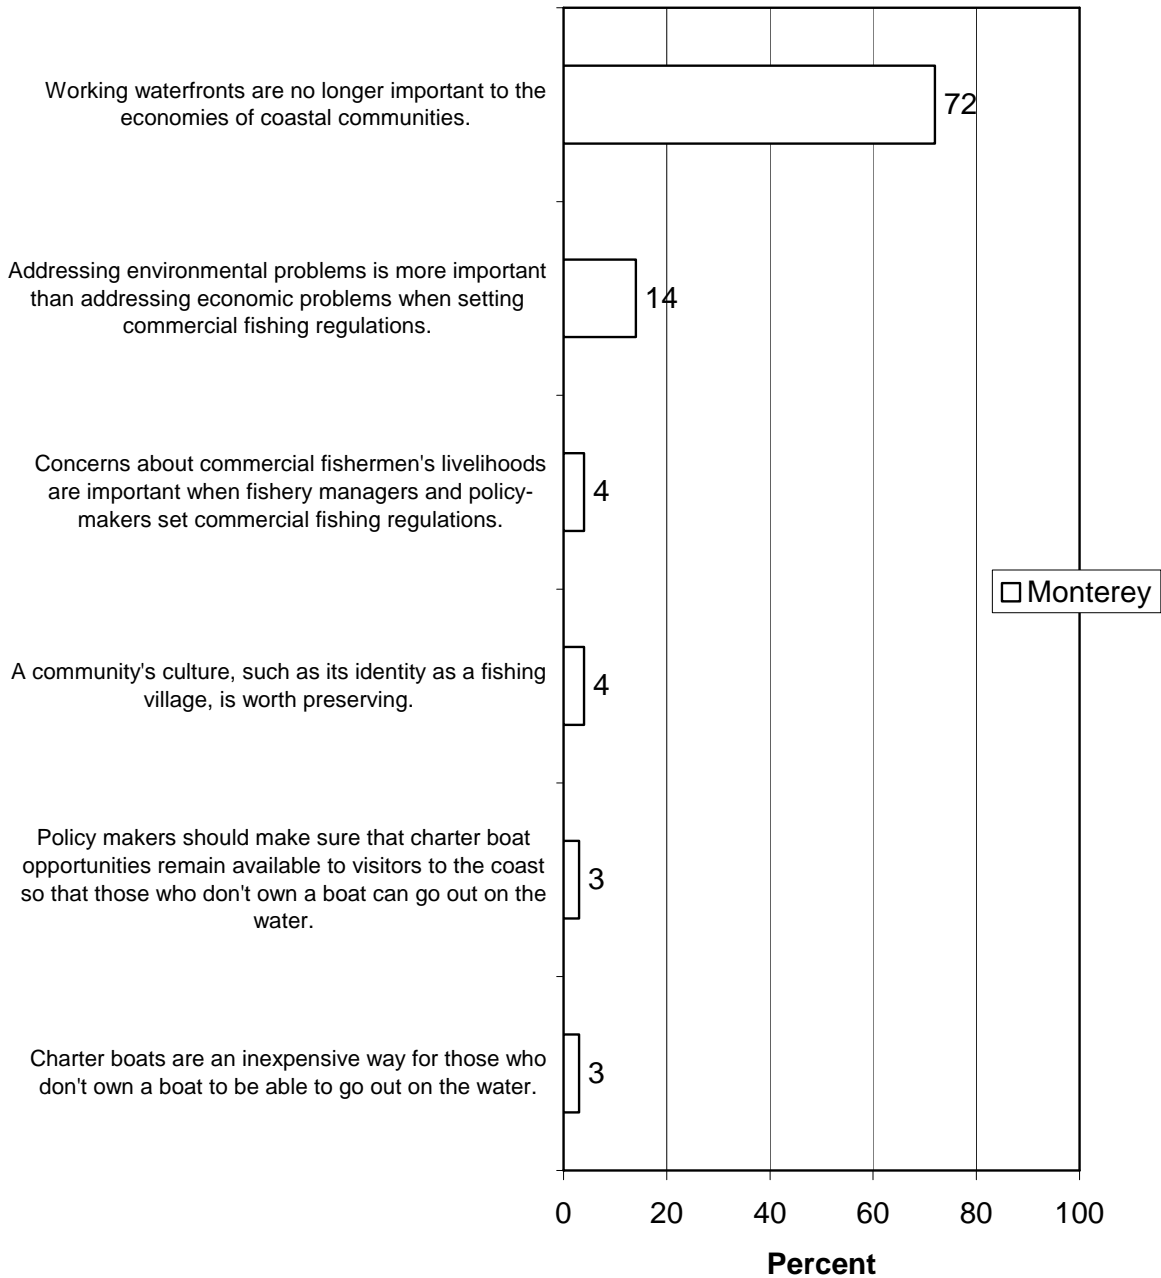 Working waterfronts are no longer important to the
economies of coastal communities.
72
Addressing environmental problems is more important
than addressing economic problems when setting
commercial fishing regulations.
14
Concerns about commercial fishermen's livelihoods
are important when fishery managers and policy-
makers set commercial fishing regulations.
4
Monterey
A community's culture, such as its identity as a fishing
village, is worth preserving.
4
Policy makers should make sure that charter boat
opportunities remain available to visitors to the coast
so that those who don't own a boat can go out on the
water.
3
Charter boats are an inexpensive way for those who
don't own a boat to be able to go out on the water.
3
0 20 40 60 80 100
Percent